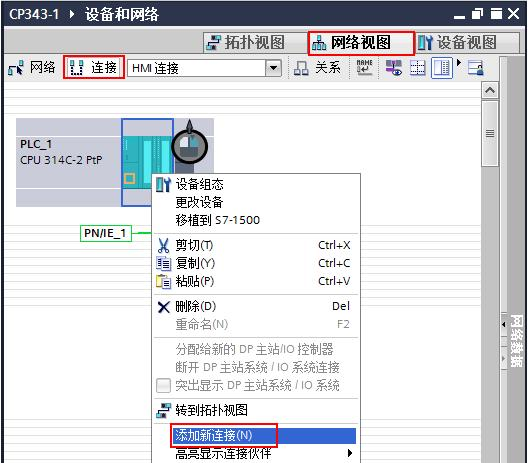 CP343-1 ▸ 设备和网络
拓扑视图 网络视图 设备视图
网络 连接 HMI 连接 关系
PLC_1
CPU 314C-2 PtP
PN/IE_1
设备组态
更改设备
移植到 S7-1500
剪切(T) Ctrl+X
复制(Y) Ctrl+C
粘贴(P) Ctrl+V
删除(D) Del
重命名(N) F2
分配给新的 DP 主站/IO 控制器
断开 DP 主站系统 / IO 系统连接
突出显示 DP 主站系统 / IO 系统
转到拓扑视图
添加新连接(N)
高亮显示连接伙伴
网络数据